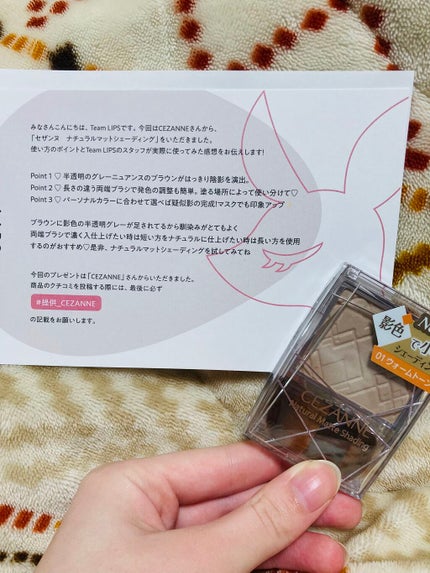 みなさんこんにちは、Team LIPSです。今回はCEZANNEさんから、
「セザンヌ　ナチュラルマットシェーディング」をいただきました。
使い方のポイントとTeam LIPSのスタッフが実際に使ってみた感想をお伝えします!
Point 1 ♡ 半透明のグレーニュアンスのブラウンがはっきり陰影を演出。
Point 2 ♡ 長さの違う両端ブラシで発色の調整も簡単。塗る場所によって使い分けて♡
Point 3 ♡ パーソナルカラーに合わせて選べば疑似影の完成!マスクでも印象アップ
ブラウンに影色の半透明グレーが足されてるから馴染みがとてもよく
両端ブラシで濃く入れ仕上げたい時は短い方をナチュラルに仕上げたい時は長い方を使用
するのがおすすめ♡是非、ナチュラルマットシェーディングを試してみてね
今回のプレゼントは「CEZANNE」さんからいただきました。
商品のクチコミを投稿する際には、最後に必ず
#提供_CEZANNE
の記載をお願いします。
影色で小
シェーディン
01 ウォームトーン
CEZANNE
Natural Matte Shading